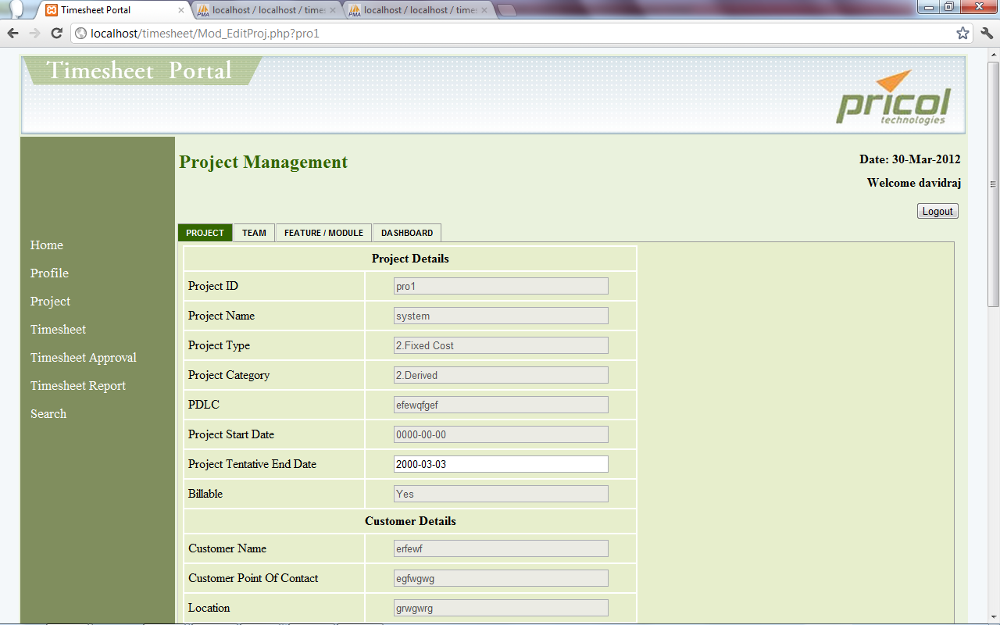 Timesheet Portal
localhost / localhost / time
localhost / localhost / time
localhost/timesheet/Mod_EditProj.php?pro1
Timesheet Portal
pricol
technologies
Project Management
Date: 30-Mar-2012
Welcome davidraj
Logout
PROJECT TEAM FEATURE / MODULE DASHBOARD
Home
Profile
Project
Timesheet
Timesheet Approval
Timesheet Report
Search
Project Details
Project ID pro1
Project Name system
Project Type 2.Fixed Cost
Project Category 2.Derived
PDLC efewqfgef
Project Start Date 0000-00-00
Project Tentative End Date 2000-03-03
Billable Yes
Customer Details
Customer Name erfewf
Customer Point Of Contact egfwgwg
Location grwgwrg